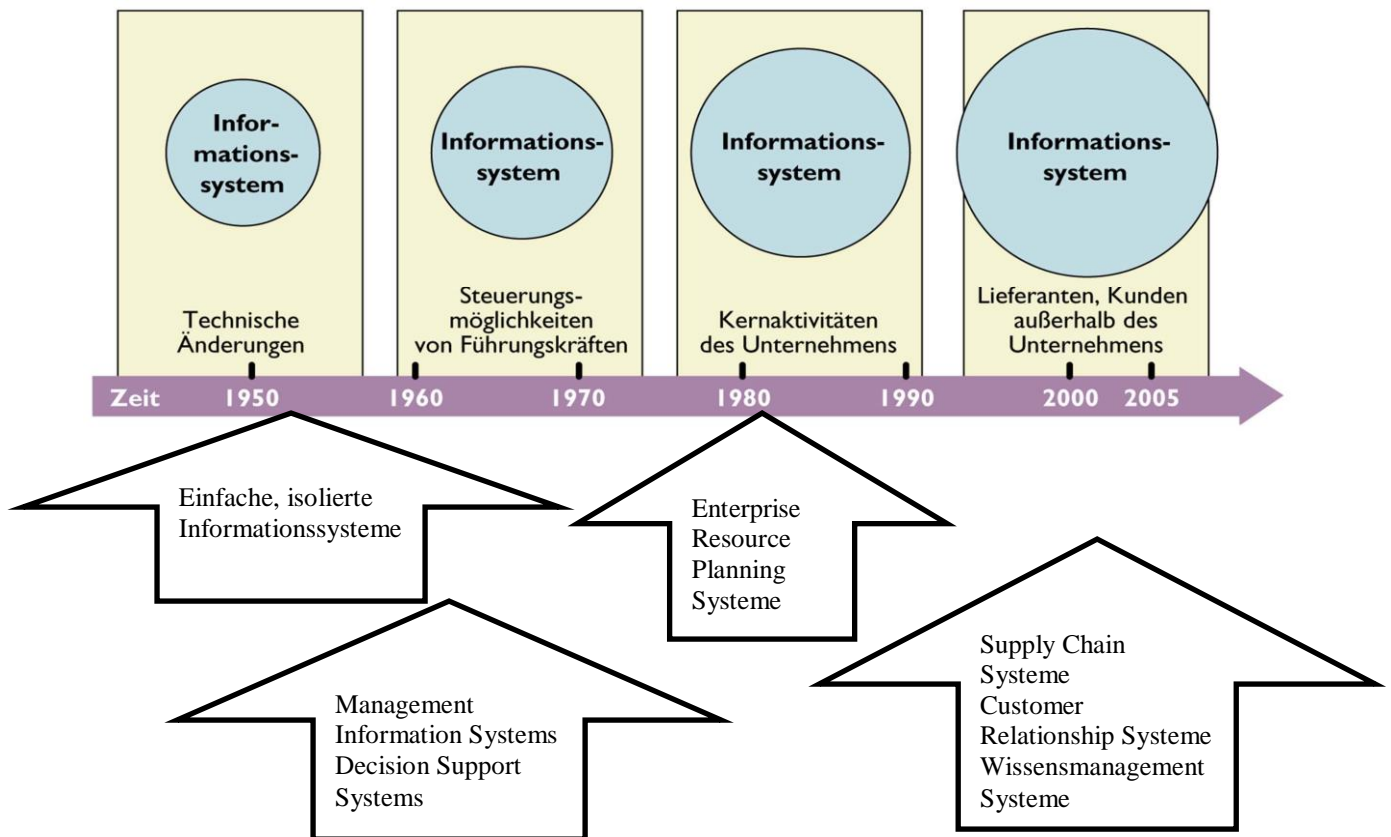 Infor-
mations-
system
Technische
Änderungen
Informations-
system
Steuerungs-
möglichkeiten
von Führungskräften
Informations-
system
Kernaktivitäten
des Unternehmens
Informations-
system
Lieferanten, Kunden
außerhalb des
Unternehmens
Zeit 1950 1960 1970 1980 1990 2000 2005
Einfache, isolierte
Informationssysteme
Management
Information Systems
Decision Support
Systems
Enterprise
Resource
Planning
Systeme
Supply Chain
Systeme
Customer
Relationship Systeme
Wissensmanagement
Systeme